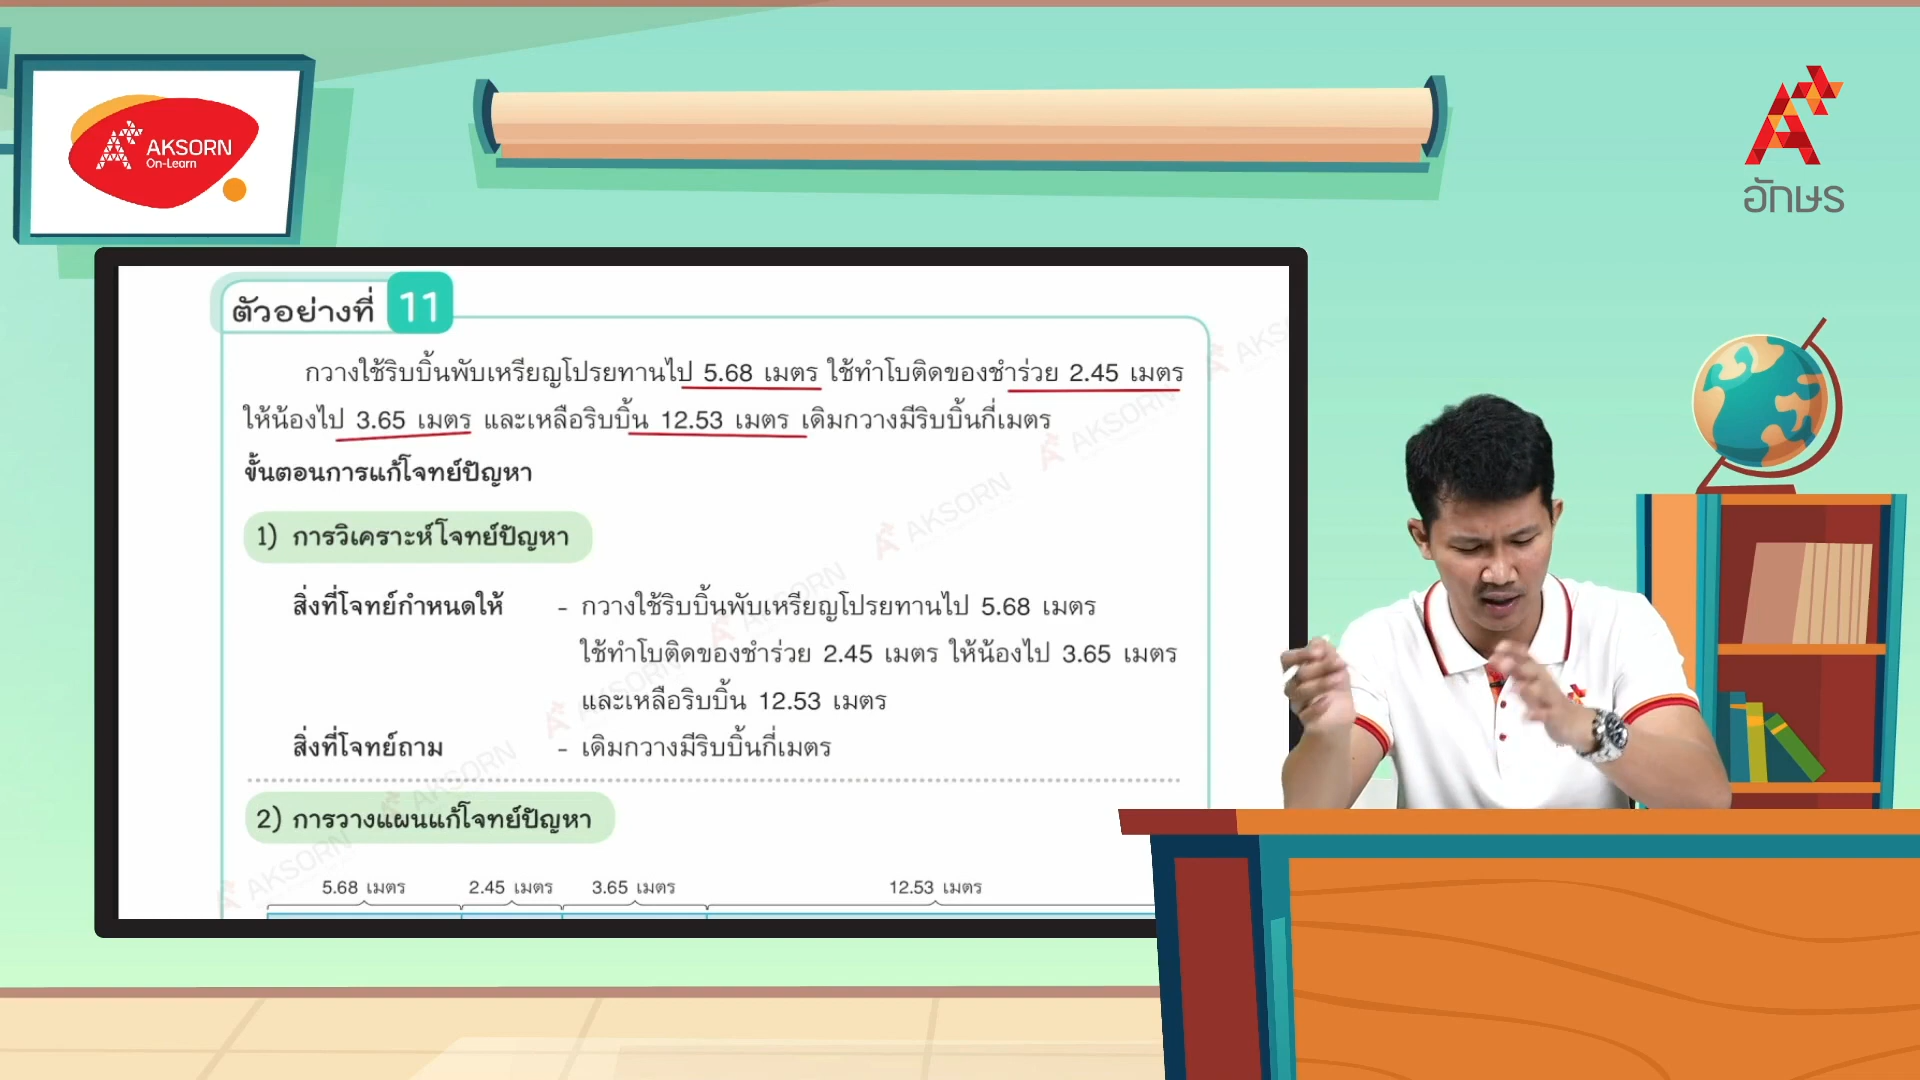 AKSORN
On-Learn
อักษร
ตัวอย่างที่ 11
กวางใช้ริบบิ้นพับเหรียญโปรยทานไป 5.68 เมตร ใช้ทำโบติดของชำร่วย 2.45 เมตร
ให้น้องไป 3.65 เมตร และเหลือริบบิ้น 12.53 เมตร เดิมกวางมีริบบิ้นกี่เมตร
ขั้นตอนการแก้โจทย์ปัญหา
1) การวิเคราะห์โจทย์ปัญหา
สิ่งที่โจทย์กำหนดให้ - กวางใช้ริบบิ้นพับเหรียญโปรยทานไป 5.68 เมตร
ใช้ทำโบติดของชำร่วย 2.45 เมตร ให้น้องไป 3.65 เมตร
และเหลือริบบิ้น 12.53 เมตร
สิ่งที่โจทย์ถาม - เดิมกวางมีริบบิ้นกี่เมตร
2) การวางแผนแก้โจทย์ปัญหา
5.68 เมตร 2.45 เมตร 3.65 เมตร 12.53 เมตร